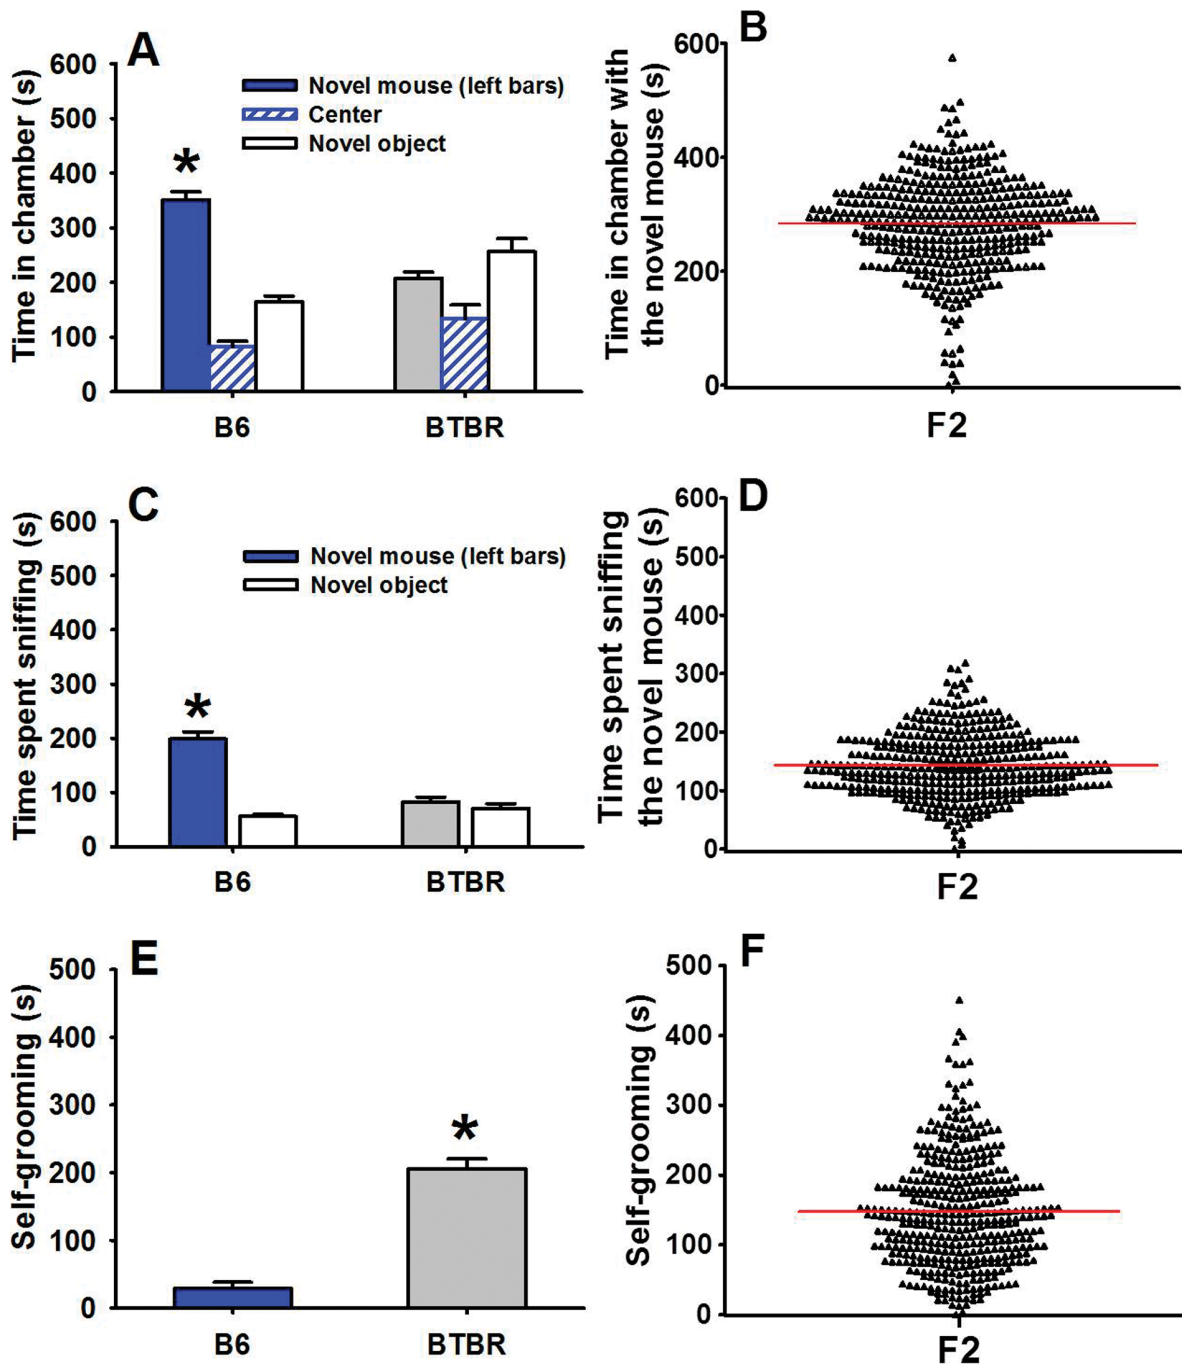 A
Time in chamber (s)
600
500
400
300
200
100
0
Novel mouse (left bars)
Center
Novel object
*
B6
BTBR
B
Time in chamber with
the novel mouse (s)
600
400
200
0
F2
C
Time spent sniffing (s)
600
500
400
300
200
100
0
Novel mouse (left bars)
Novel object
*
B6
BTBR
D
Time spent sniffing
the novel mouse (s)
600
500
400
300
200
100
0
F2
E
Self-grooming (s)
500
400
300
200
100
0
*
B6
BTBR
F
Self-grooming (s)
500
400
300
200
100
0
F2